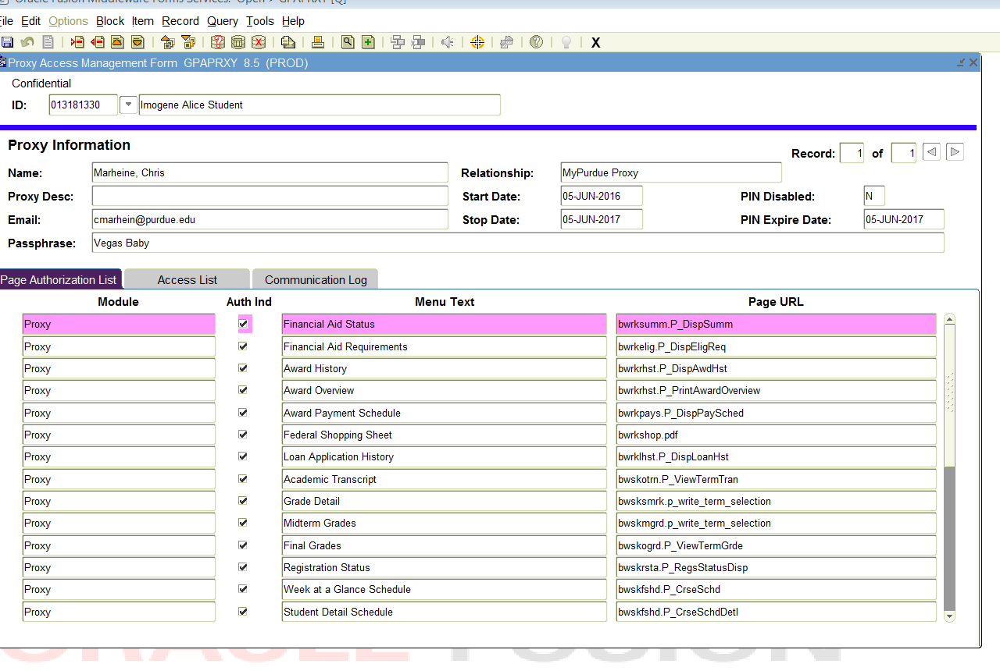 Oracle Fusion Middleware Forms Services: Open > GPAPRXY [Q]
File Edit Options Block Item Record Query Tools Help
X
Proxy Access Management Form GPAPRXY 8.5 (PROD)
Confidential
ID: 013181330 Imogene Alice Student
Proxy Information
Record: 1 of 1
Name: Marheine, Chris Relationship: MyPurdue Proxy
Proxy Desc: Start Date: 05-JUN-2016 PIN Disabled: N
Email: cmarhein@purdue.edu Stop Date: 05-JUN-2017 PIN Expire Date: 05-JUN-2017
Passphrase: Vegas Baby
Page Authorization List Access List Communication Log
Module Auth Ind Menu Text Page URL
Proxy Financial Aid Status bwrksumm.P_DispSumm
Proxy Financial Aid Requirements bwrkelig.P_DispEligReq
Proxy Award History bwrkrhst.P_DispAwdHst
Proxy Award Overview bwrkrhst.P_PrintAwardOverview
Proxy Award Payment Schedule bwrkpays.P_DispPaySched
Proxy Federal Shopping Sheet bwrkshop.pdf
Proxy Loan Application History bwrklhst.P_DispLoanHst
Proxy Academic Transcript bwskotrn.P_ViewTermTran
Proxy Grade Detail bwsksmrk.p_write_term_selection
Proxy Midterm Grades bwskmgrd.p_write_term_selection
Proxy Final Grades bwskogrd.P_ViewTermGrde
Proxy Registration Status bwskrsta.P_RegsStatusDisp
Proxy Week at a Glance Schedule bwskfshd.P_CrseSchd
Proxy Student Detail Schedule bwskfshd.P_CrseSchdDetl
ORACLE FUSION